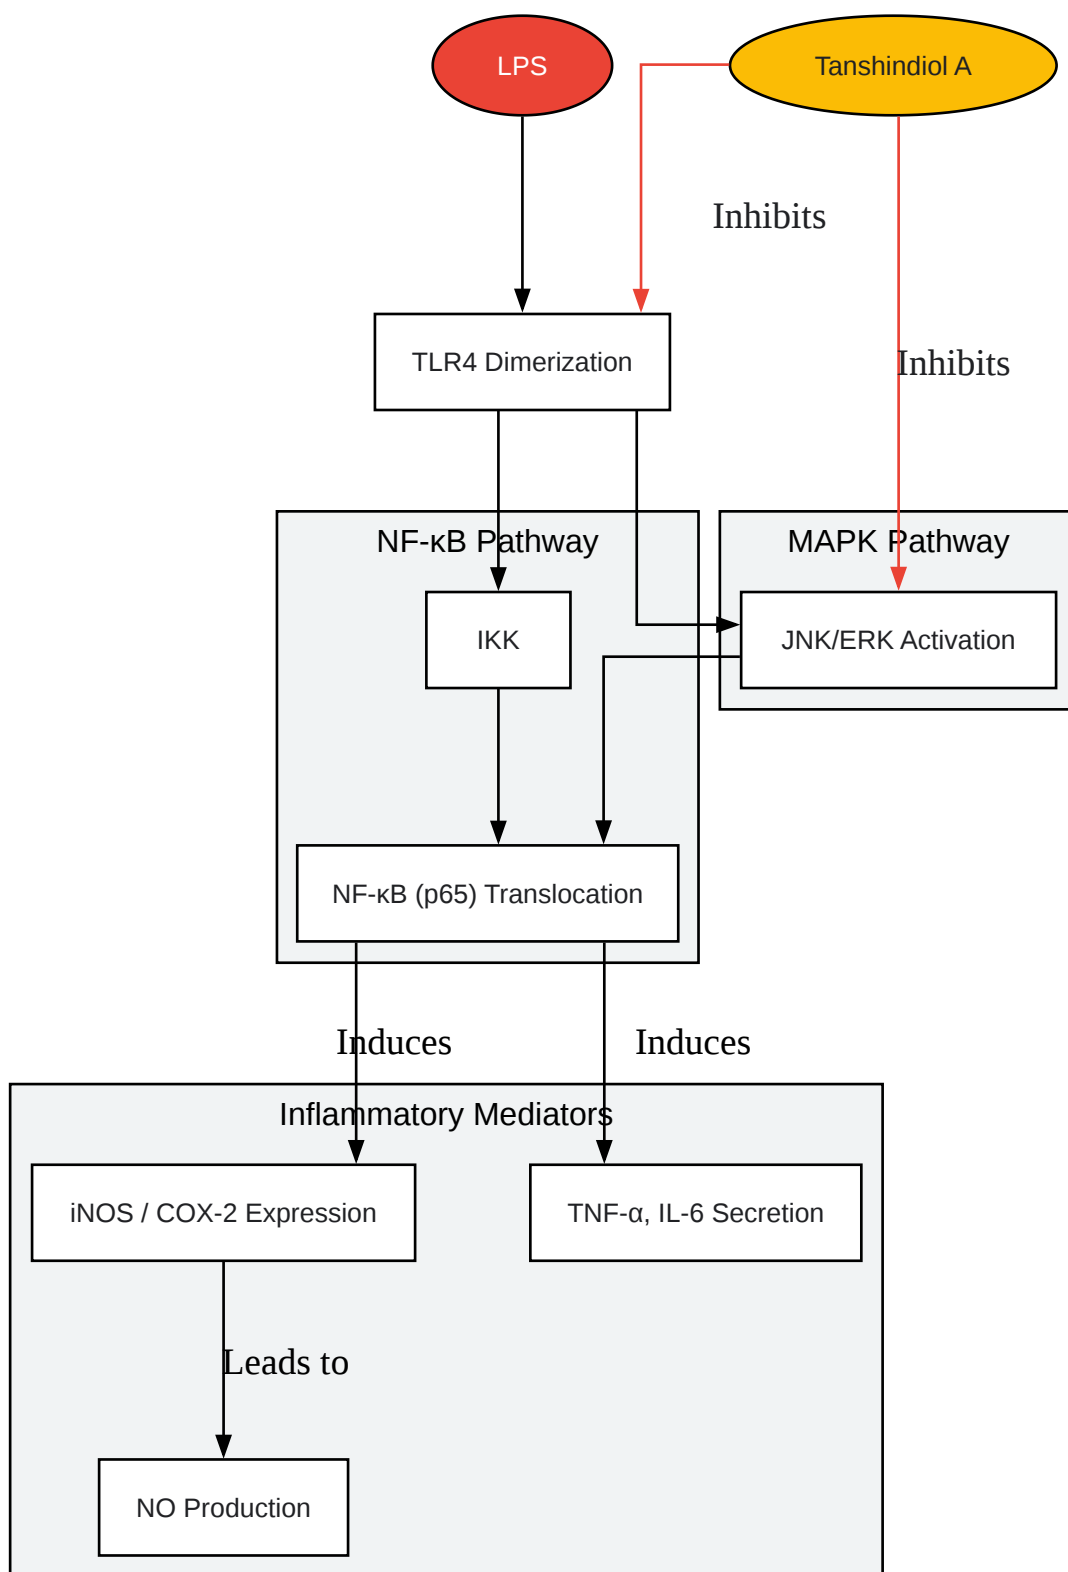 LPS
Tanshindiol A
Inhibits
TLR4 Dimerization
Inhibits
NF-κB Pathway
MAPK Pathway
IKK
JNK/ERK Activation
NF-κB (p65) Translocation
Induces
Induces
Inflammatory Mediators
iNOS / COX-2 Expression
TNF-α, IL-6 Secretion
Leads to
NO Production